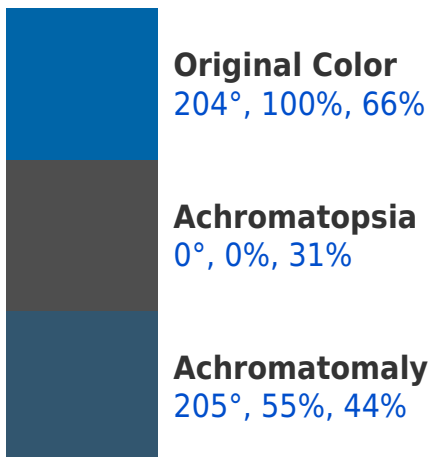 Original Color
204°, 100%, 66%
Achromatopsia
0°, 0%, 31%
Achromatomaly
205°, 55%, 44%